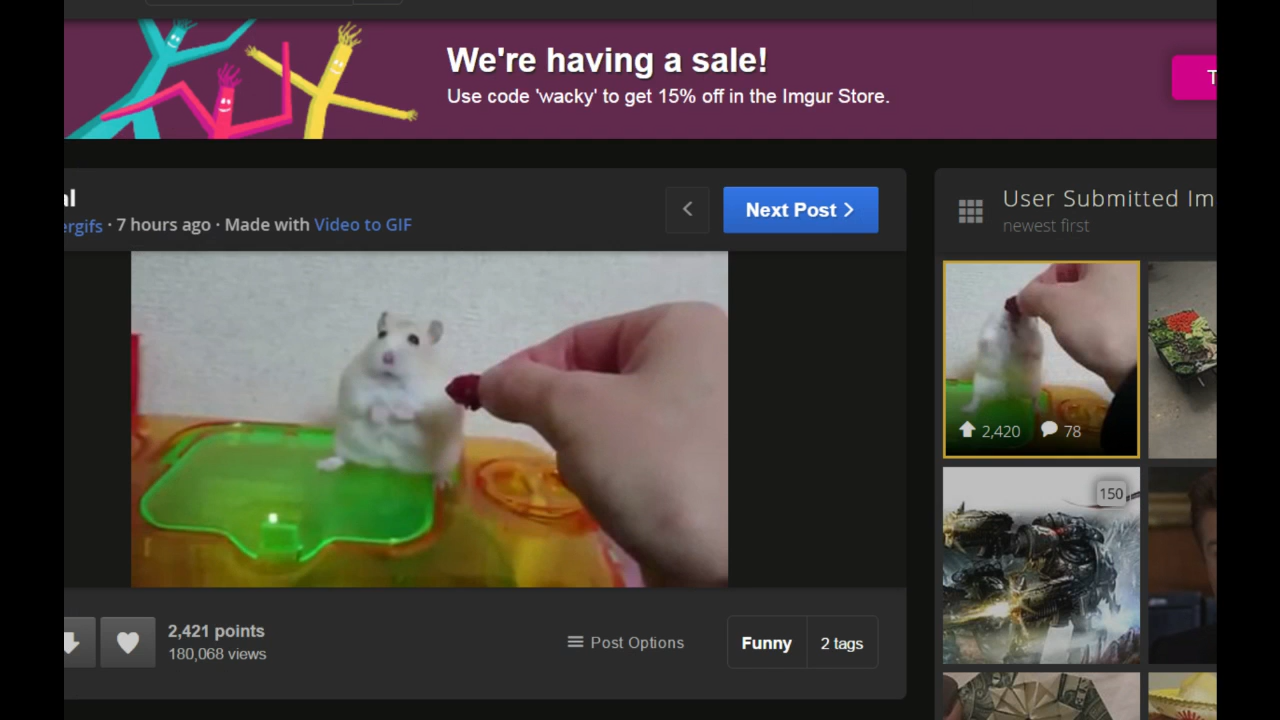 We're having a sale!
Use code 'wacky' to get 15% off in the Imgur Store.
T
al
ergifs · 7 hours ago · Made with Video to GIF
Next Post
User Submitted Im
newest first
2,420 78
150
2,421 points
180,068 views
Post Options
Funny
2 tags